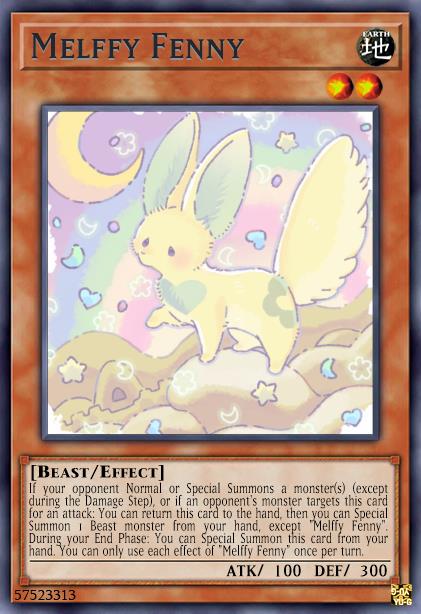 Melffy Fenny
EARTH
地
[Beast/Effect]
If your opponent Normal or Special Summons a monster(s) (except
during the Damage Step), or if an opponent's monster targets this card
for an attack: You can return this card to the hand, then you can Special
Summon 1 Beast monster from your hand, except "Melffy Fenny".
During your End Phase: You can Special Summon this card from your
hand. You can only use each effect of "Melffy Fenny" once per turn.
ATK/ 100 DEF/ 300
57523313